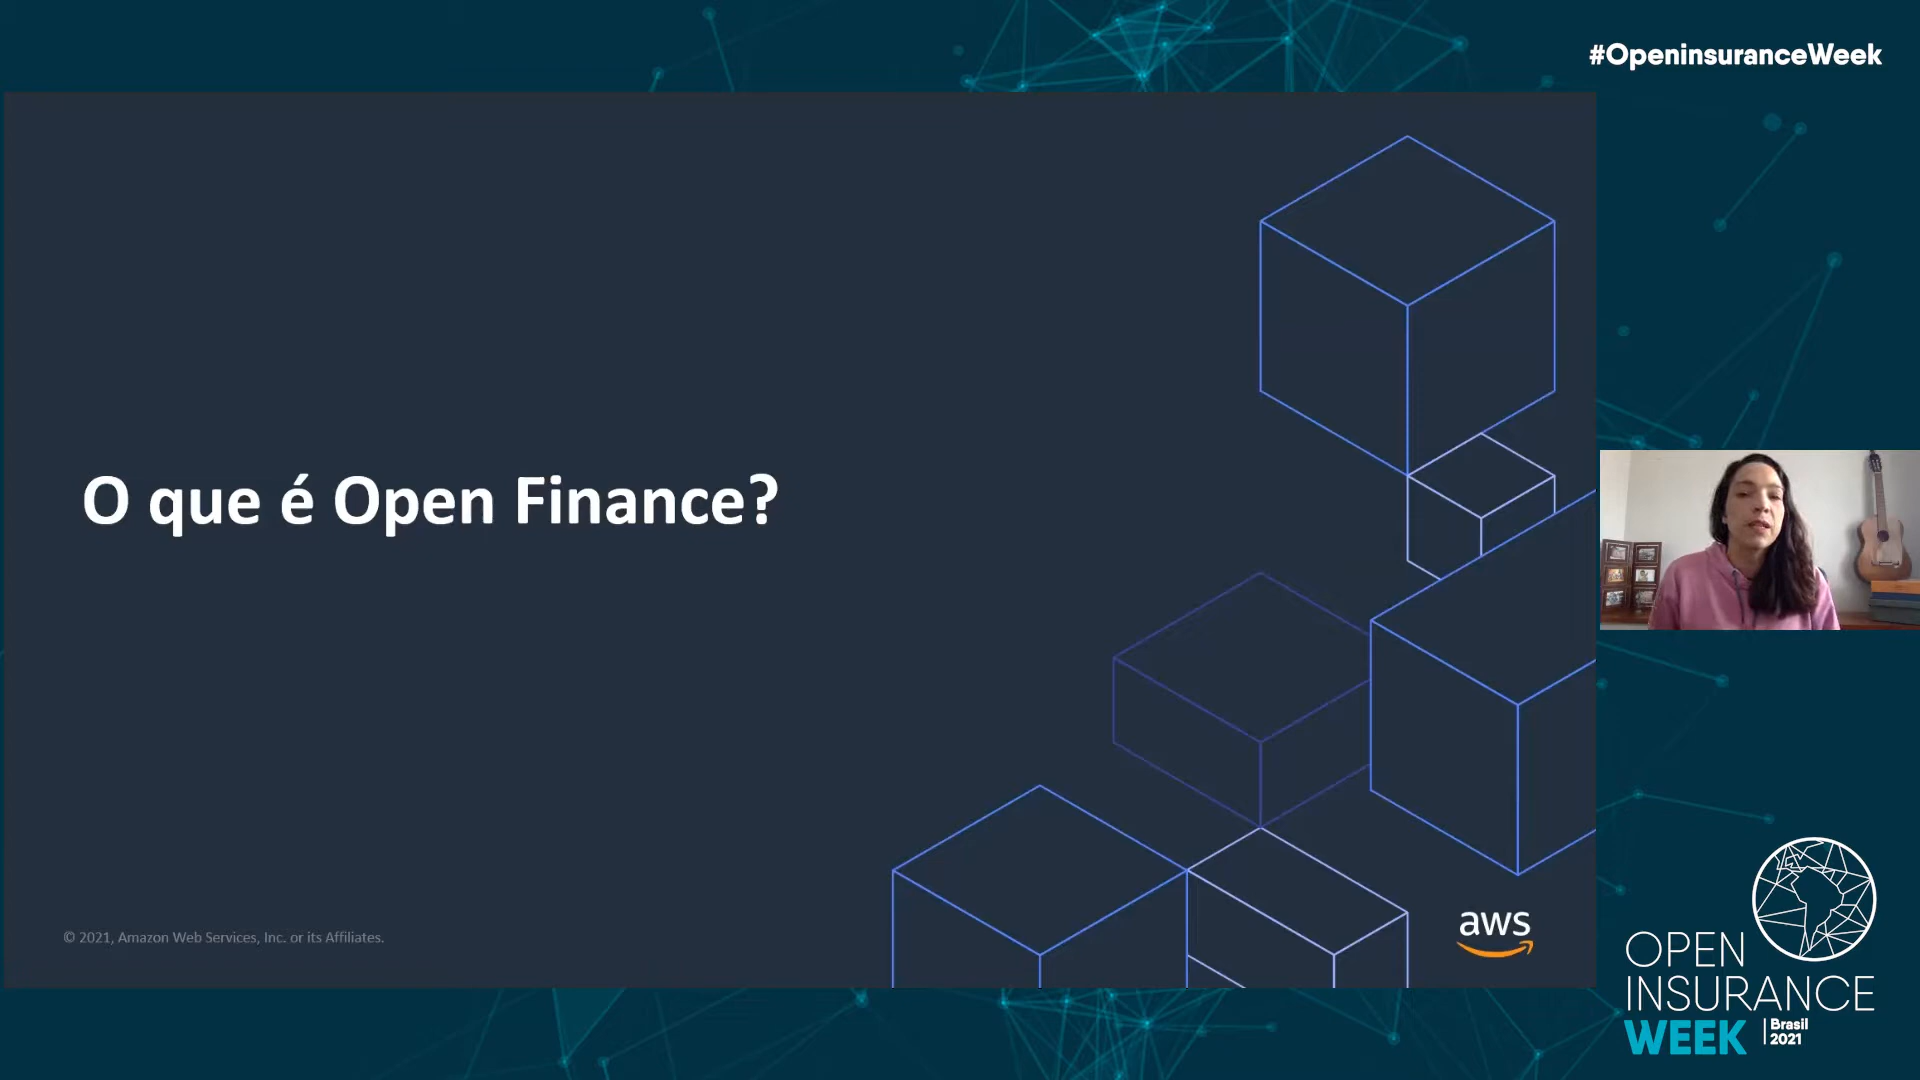 #OpeninsuranceWeek
O que é Open Finance?
© 2021, Amazon Web Services, Inc. or its Affiliates.
aws
OPEN
INSURANCE
WEEK
Brasil
2021